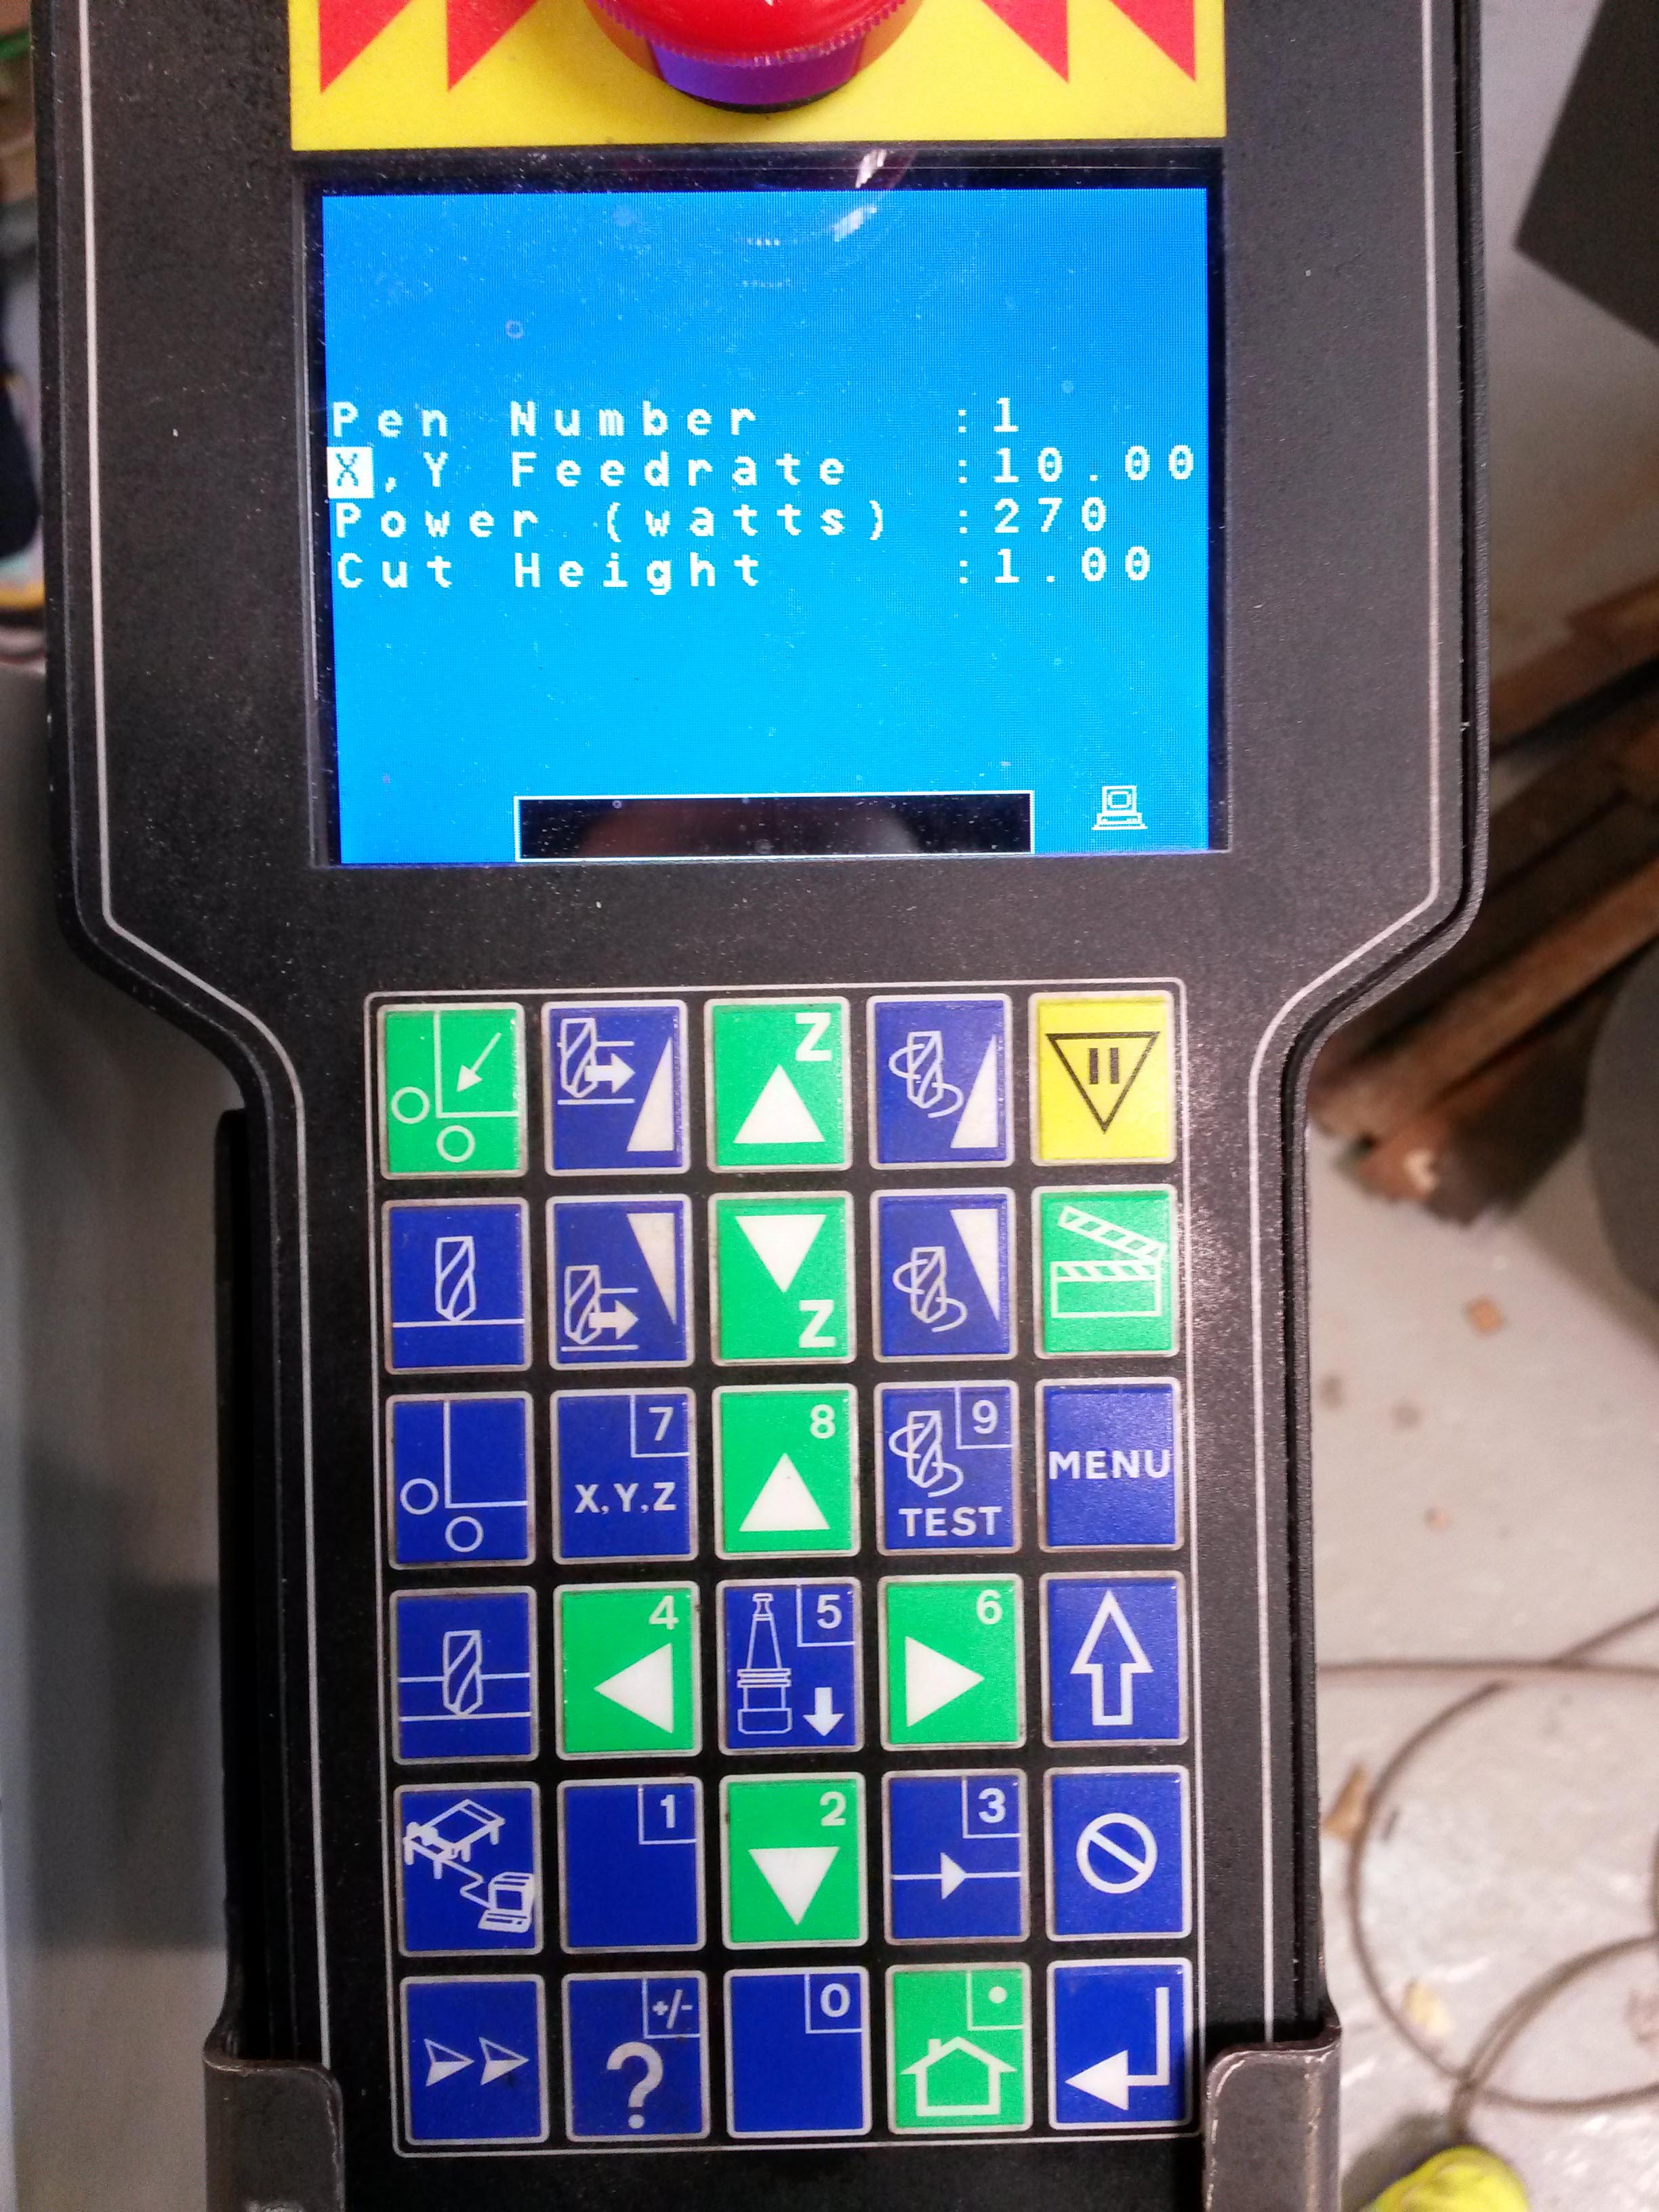 Pen Number :1
X,Y Feedrate :10.00
Power (watts) :270
Cut Height :1.00
Z
Z
7 8 9
X,Y,Z TEST MENU
4 5 6
1 2 3
+/- 0 .
?